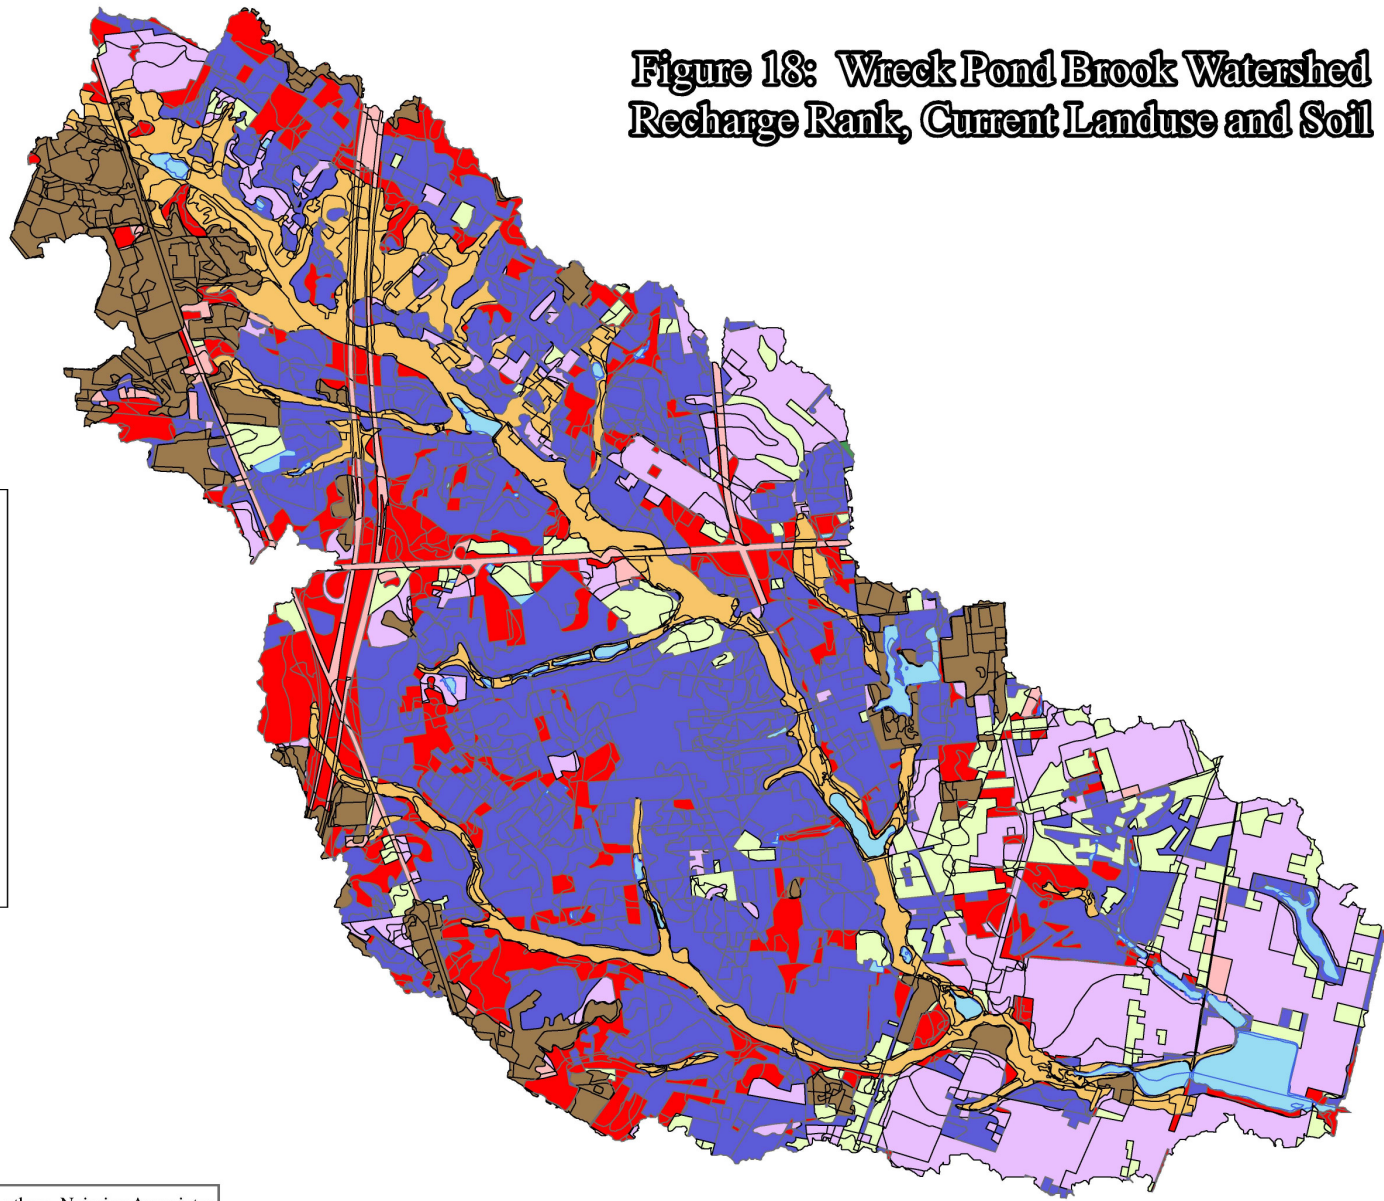 Figure 18: Wreck Pond Brook Watershed
Recharge Rank, Current Landuse and Soil